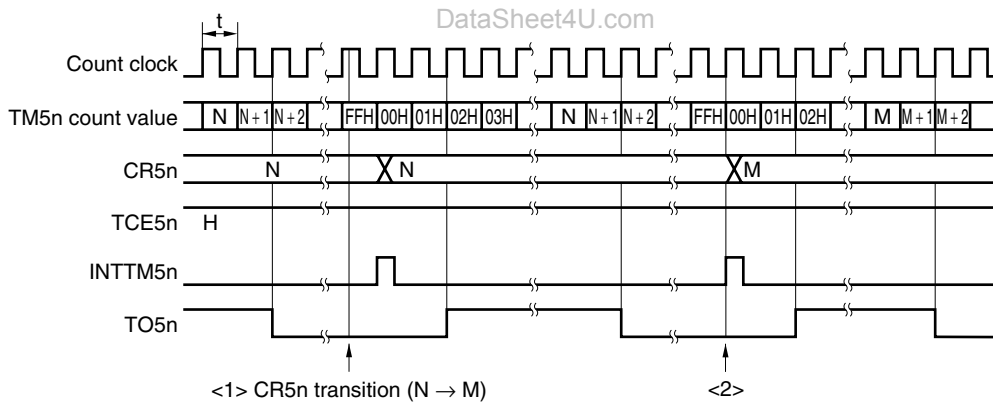 DataSheet4U.com
t
Count clock
TM5n count value N N + 1 N + 2 FFH 00H 01H 02H 03H N N + 1 N + 2 FFH 00H 01H 02H M M + 1 M + 2
CR5n N N M
TCE5n H
INTTM5n
TO5n
<1> CR5n transition (N → M) <2>